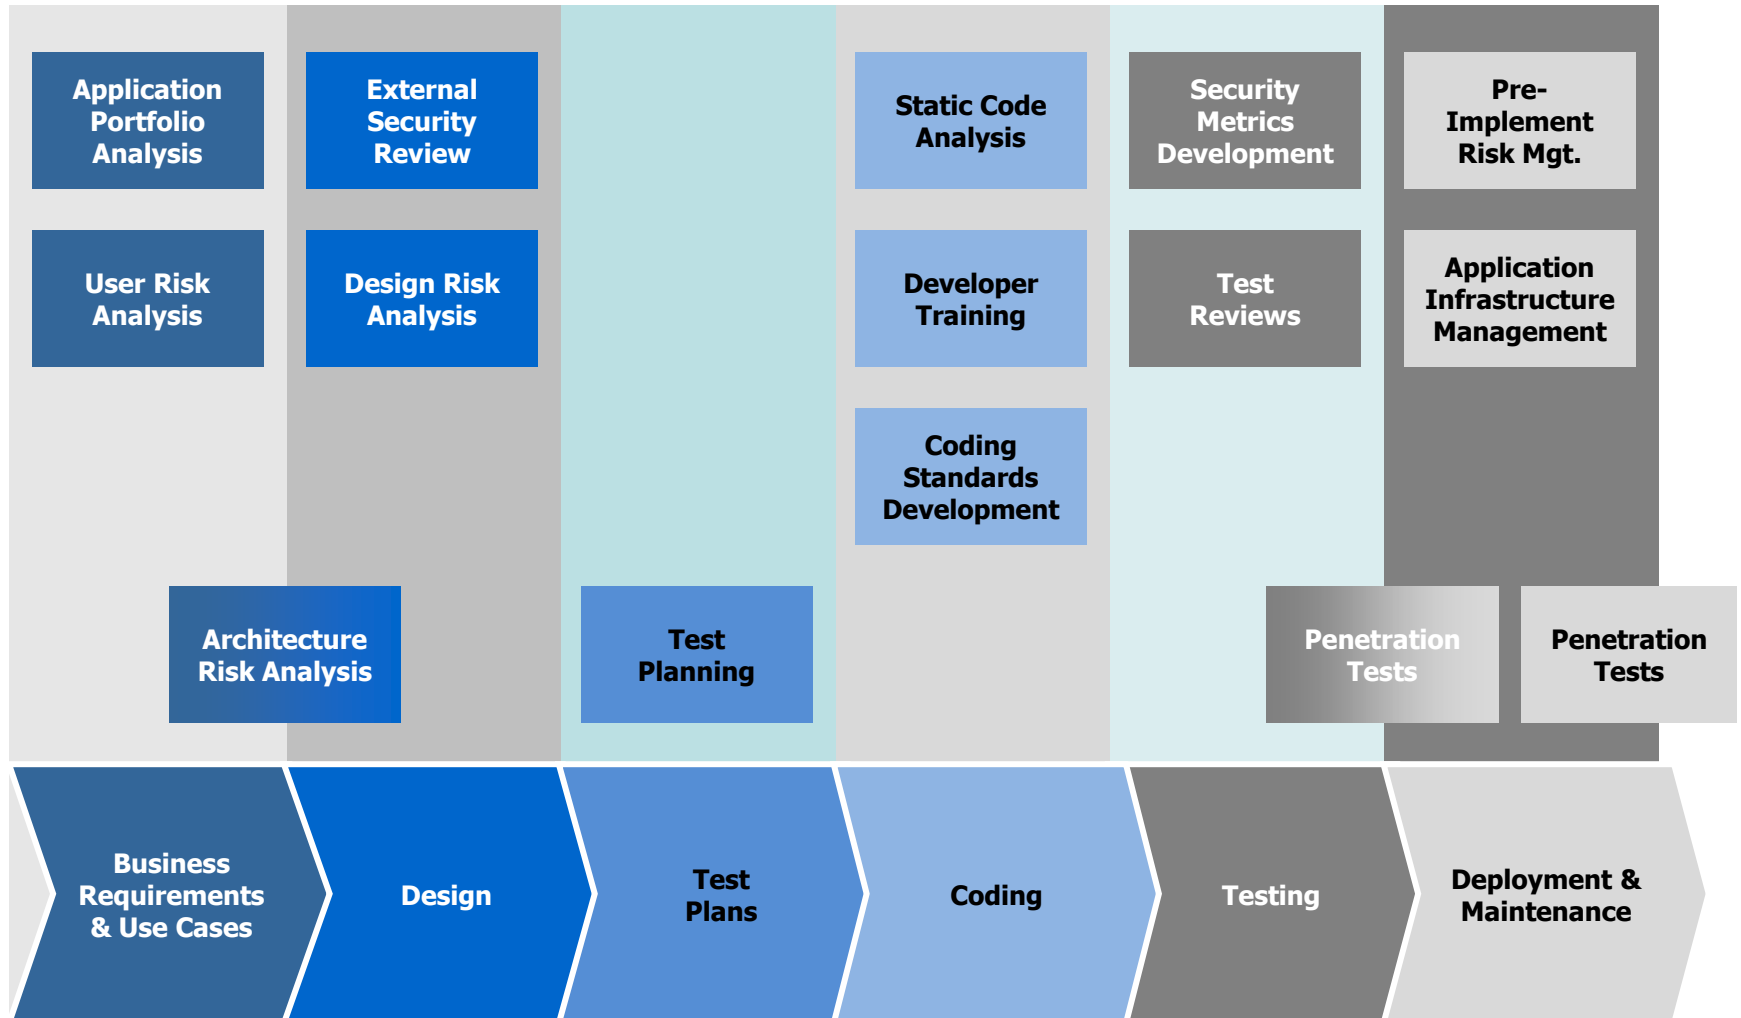 Application
Portfolio
Analysis
External
Security
Review
Static Code
Analysis
Security
Metrics
Development
Pre-
Implement
Risk Mgt.
User Risk
Analysis
Design Risk
Analysis
Developer
Training
Test
Reviews
Application
Infrastructure
Management
Coding
Standards
Development
Architecture
Risk Analysis
Test
Planning
Penetration
Tests
Penetration
Tests
Business
Requirements
& Use Cases
Design
Test
Plans
Coding
Testing
Deployment &
Maintenance